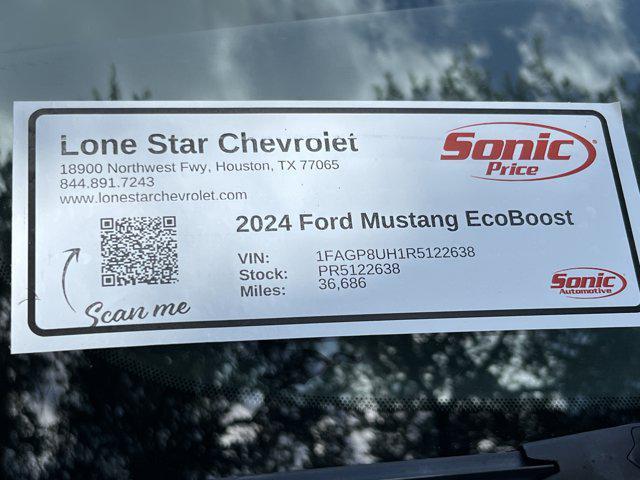 Lone Star Chevrolet
18900 Northwest Fwy, Houston, TX 77065
844.891.7243
www.lonestarchevrolet.com
Sonic
Price
2024 Ford Mustang EcoBoost
VIN: 1FAGP8UH1R5122638
Stock: PR5122638
Miles: 36,686
Scan me
Sonic
Automotive